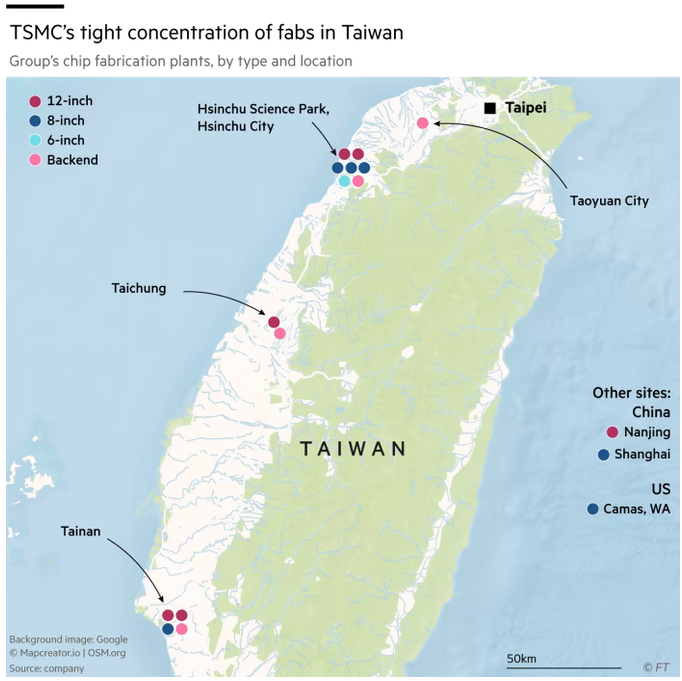 TSMC’s tight concentration of fabs in Taiwan
Group’s chip fabrication plants, by type and location
12-inch
8-inch
6-inch
Backend
Hsinchu Science Park,
Hsinchu City
Taipei
Taoyuan City
Taichung
Other sites:
China
Nanjing
Shanghai
US
Camas, WA
TAIWAN
Tainan
Background image: Google
© Mapcreator.io | OSM.org
Source: company
50km
© FT